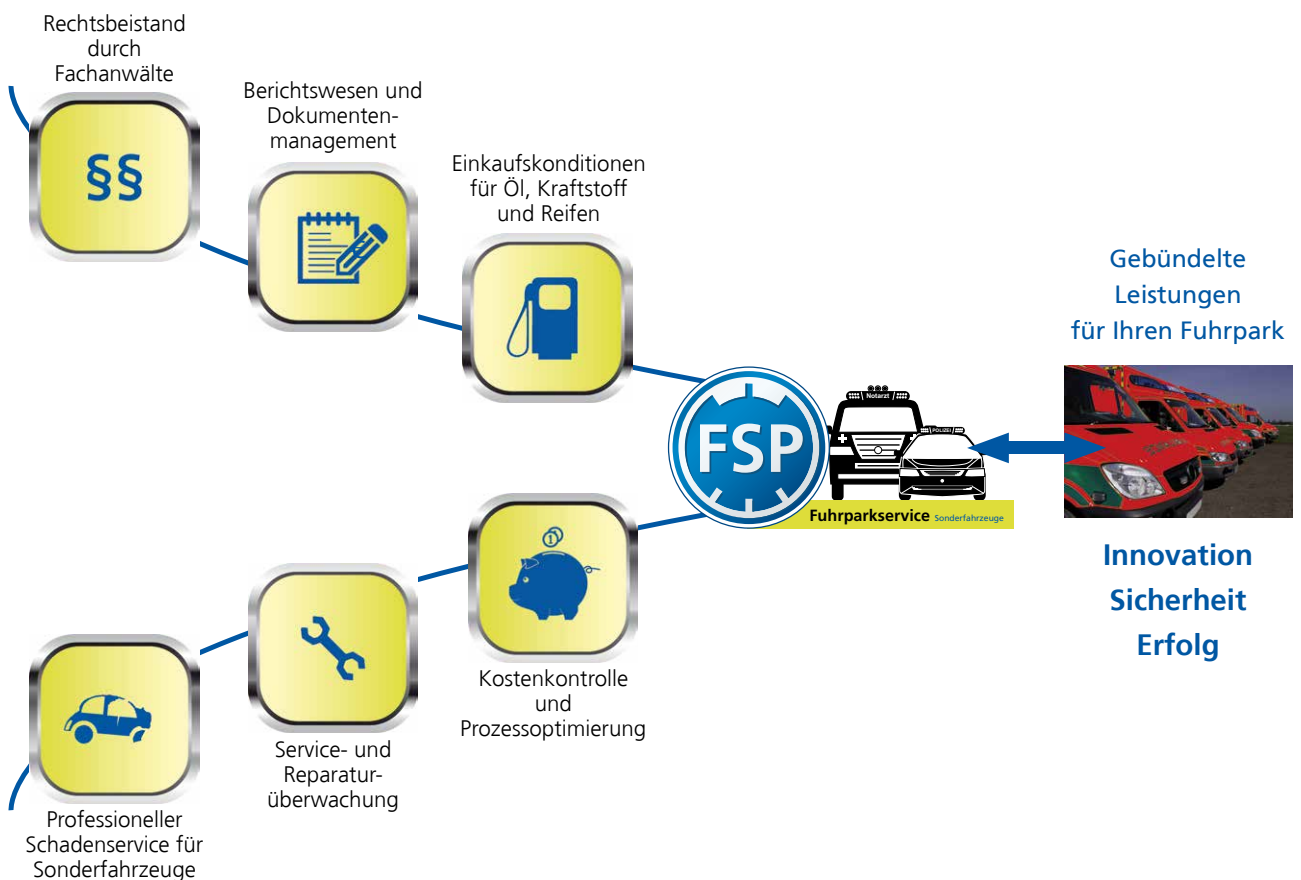 Rechtsbeistand
durch
Fachanwälte
§§
Berichtswesen und
Dokumenten-
management
Einkaufskonditionen
für Öl, Kraftstoff
und Reifen
Gebündelte
Leistungen
für Ihren Fuhrpark
FSP
Notarzt
POLIZEI
Fuhrparkservice Sonderfahrzeuge
Innovation
Sicherheit
Erfolg
1
Kostenkontrolle
und
Prozessoptimierung
Service- und
Reparatur-
überwachung
Professioneller
Schadenservice für
Sonderfahrzeuge